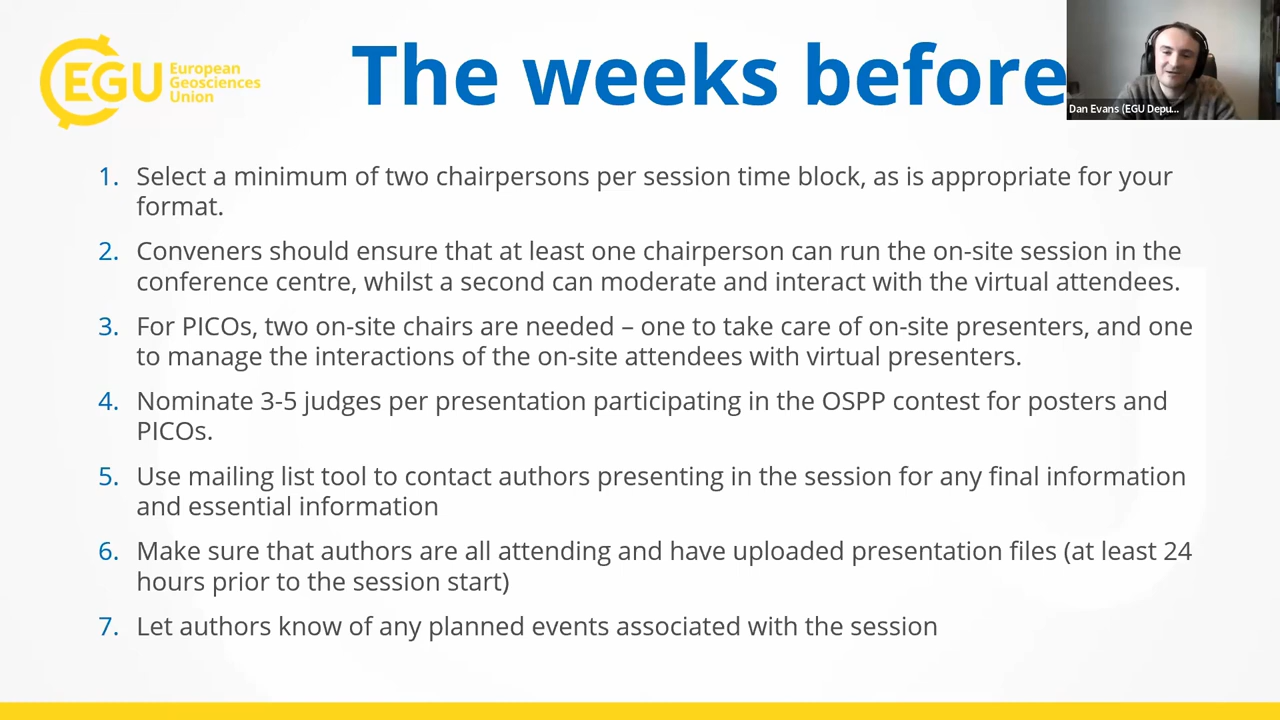 EGU
European
Geosciences
Union
The weeks before
Dan Evans (EGU Depu...
1. Select a minimum of two chairpersons per session time block, as is appropriate for your
format.
2. Conveners should ensure that at least one chairperson can run the on-site session in the
conference centre, whilst a second can moderate and interact with the virtual attendees.
3. For PICOs, two on-site chairs are needed – one to take care of on-site presenters, and one
to manage the interactions of the on-site attendees with virtual presenters.
4. Nominate 3-5 judges per presentation participating in the OSPP contest for posters and
PICOs.
5. Use mailing list tool to contact authors presenting in the session for any final information
and essential information
6. Make sure that authors are all attending and have uploaded presentation files (at least 24
hours prior to the session start)
7. Let authors know of any planned events associated with the session